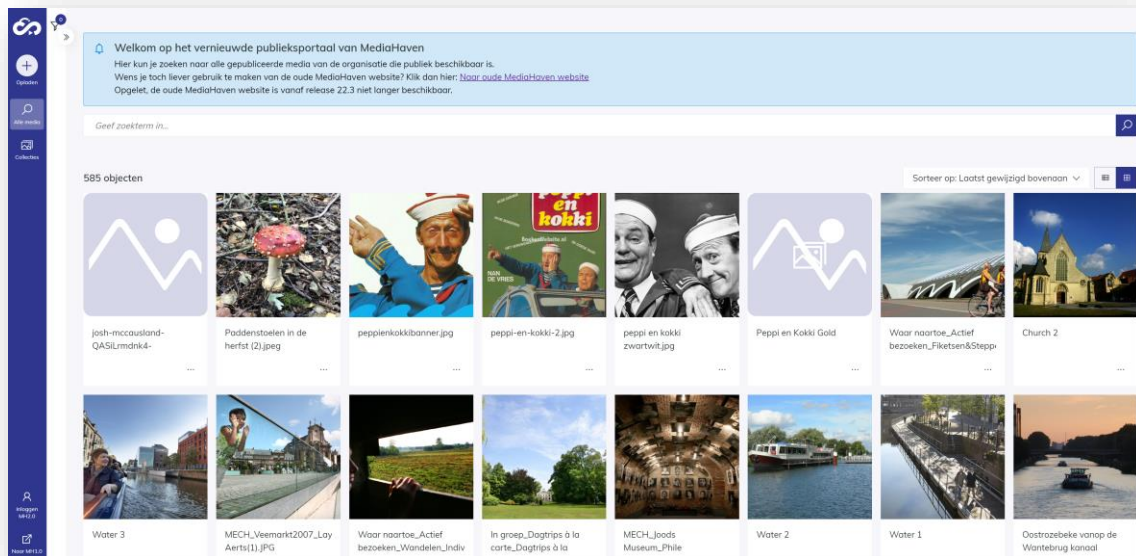 0
Opladen
Alle media
Collecties
Welkom op het vernieuwde publieksportaal van MediaHaven
Hier kun je zoeken naar alle gepubliceerde media van de organisatie die publiek beschikbaar is.
Wens je toch liever gebruik te maken van de oude MediaHaven website? Klik dan hier: Naar oude MediaHaven website
Opgelet, de oude MediaHaven website is vanaf release 22.3 niet langer beschikbaar.
Geef zoekterm in...
585 objecten
Sorteer op: Laatst gewijzigd bovenaan
peppi
en
kokki
NAN
DE VRIES
josh-mccausland-
QASiLrmdnk4-
...
Paddenstoelen in de
herfst (2).jpeg
...
peppienkokkibanner.jpg
...
peppi-en-kokki-2.jpg
...
peppi en kokki
zwartwit.jpg
...
Peppi en Kokki Gold
...
Waar naartoe_Actief
bezoeken_Fiketsen&Steppe
...
Church 2
...
Water 3
MECH_Veemarkt2007_Lay
Aerts(1).JPG
Waar naartoe_Actief
bezoeken_Wandelen_Indiv
In groep_Dagtrips à la
carte_Dagtrips à la
MECH_Joods
Museum_Phile
Water 2
Water 1
Oostrozebeke vanop de
Wantebrug kanaal
Inloggen
MH2.0
Naar MH1.0